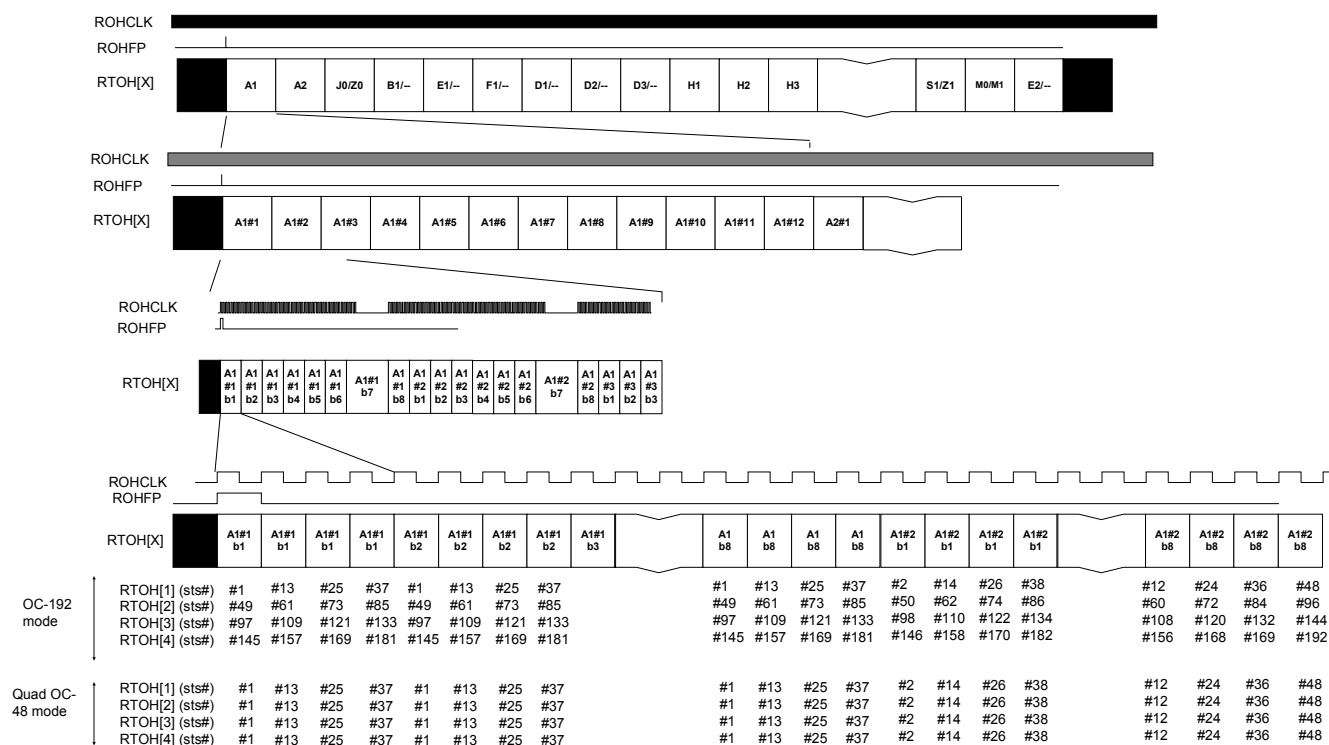 ROHCLK
ROHFP
RTOH[X] A1 A2 J0/Z0 B1/-- E1/-- F1/-- D1/-- D2/-- D3/-- H1 H2 H3 S1/Z1 M0/M1 E2/--
ROHCLK
ROHFP
RTOH[X] A1#1 A1#2 A1#3 A1#4 A1#5 A1#6 A1#7 A1#8 A1#9 A1#10 A1#11 A1#12 A2#1
ROHCLK
ROHFP
RTOH[X] A1 #1 b1 A1 #1 b2 A1 #1 b3 A1 #1 b4 A1 #1 b5 A1 #1 b6 A1#1 b7 A1 #1 b8 A1 #2 b1 A1 #2 b2 A1 #2 b3 A1 #2 b4 A1 #2 b5 A1 #2 b6 A1#2 b7 A1 #2 b8 A1 #3 b1 A1 #3 b2 A1 #3 b3
ROHCLK
ROHFP
RTOH[X] A1#1 b1 A1#1 b1 A1#1 b1 A1#1 b1 A1#1 b2 A1#1 b2 A1#1 b2 A1#1 b2 A1#1 b3 A1 b8 A1 b8 A1 b8 A1 b8 A1#2 b1 A1#2 b1 A1#2 b1 A1#2 b1 A1#2 b8 A1#2 b8 A1#2 b8 A1#2 b8
OC-192 mode
RTOH[1] (sts#) #1 #13 #25 #37 #1 #13 #25 #37 #1 #13 #25 #37 #2 #14 #26 #38 #12 #24 #36 #48
RTOH[2] (sts#) #49 #61 #73 #85 #49 #61 #73 #85 #49 #61 #73 #85 #50 #62 #74 #86 #60 #72 #84 #96
RTOH[3] (sts#) #97 #109 #121 #133 #97 #109 #121 #133 #97 #109 #121 #133 #98 #110 #122 #134 #108 #120 #132 #144
RTOH[4] (sts#) #145 #157 #169 #181 #145 #157 #169 #181 #145 #157 #169 #181 #146 #158 #170 #182 #156 #168 #169 #192
Quad OC-48 mode
RTOH[1] (sts#) #1 #13 #25 #37 #1 #13 #25 #37 #1 #13 #25 #37 #2 #14 #26 #38 #12 #24 #36 #48
RTOH[2] (sts#) #1 #13 #25 #37 #1 #13 #25 #37 #1 #13 #25 #37 #2 #14 #26 #38 #12 #24 #36 #48
RTOH[3] (sts#) #1 #13 #25 #37 #1 #13 #25 #37 #1 #13 #25 #37 #2 #14 #26 #38 #12 #24 #36 #48
RTOH[4] (sts#) #1 #13 #25 #37 #1 #13 #25 #37 #1 #13 #25 #37 #2 #14 #26 #38 #12 #24 #36 #48